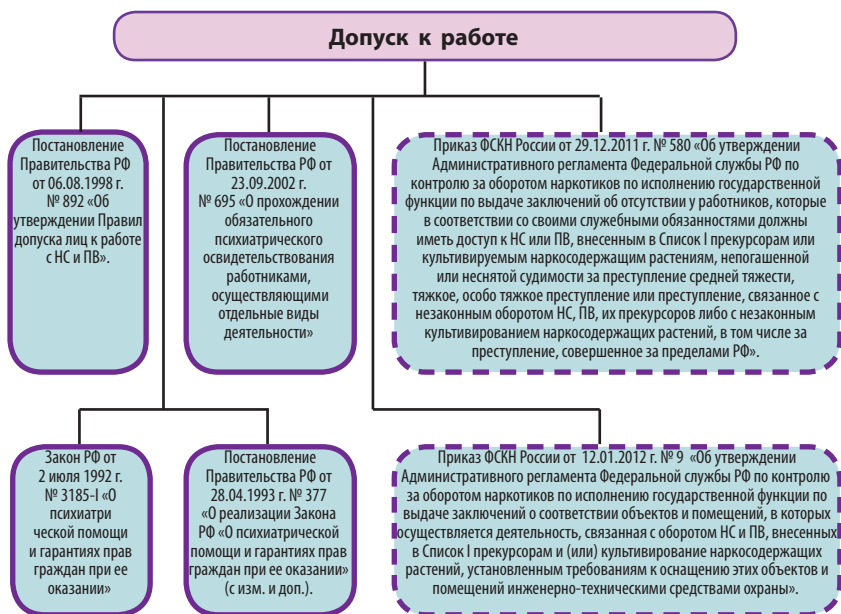 Допуск к работе
Постановление
Правительства РФ
от 06.08.1998 г.
№ 892 «Об
утверждении Правил
допуска лиц к работе
с НС и ПВ».
Постановление
Правительства РФ от
23.09.2002 г.
№ 695 «О прохождении
обязательного
психиатрического
освидетельствования
работниками,
осуществляющими
отдельные виды
деятельности»
Приказ ФСКН России от 29.12.2011 г. № 580 «Об утверждении
Административного регламента Федеральной службы РФ по
контролю за оборотом наркотиков по исполнению государственной
функции по выдаче заключений об отсутствии у работников, которые
в соответствии со своими служебными обязанностями должны
иметь доступ к НС или ПВ, внесенным в Список I прекурсорам или
культивируемым наркосодержащим растениям, непогашенной
или неснятой судимости за преступление средней тяжести,
тяжкое, особо тяжкое преступление или преступление, связанное с
незаконным оборотом НС, ПВ, их прекурсоров либо с незаконным
культивированием наркосодержащих растений, в том числе за
преступление, совершенное за пределами РФ».
Закон РФ от
2 июля 1992 г.
№ 3185-I «О
психиатри
ческой помощи
и гарантиях прав
граждан при ее
оказании»
Постановление
Правительства РФ от
28.04.1993 г. № 377
«О реализации Закона
РФ «О психиатрической
помощи и гарантиях прав
граждан при ее оказании»
(с изм. и доп.).
Приказ ФСКН России от 12.01.2012 г. № 9 «Об утверждении
Административного регламента Федеральной службы РФ по контролю
за оборотом наркотиков по исполнению государственной функции по
выдаче заключений о соответствии объектов и помещений, в которых
осуществляется деятельность, связанная с оборотом НС и ПВ, внесенных
в Список I прекурсорам и (или) культивирование наркосодержащих
растений, установленным требованиям к оснащению этих объектов и
помещений инженерно-техническими средствами охраны».